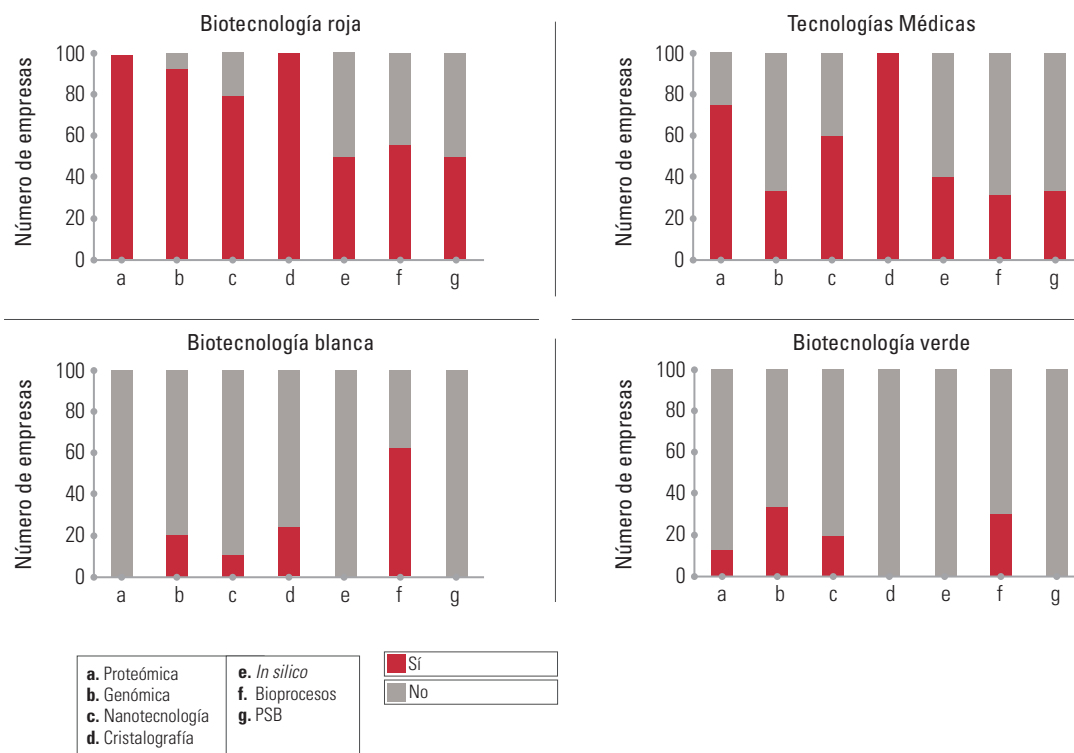 Biotecnología roja
Número de empresas
100
80
60
40
20
0
a b c d e f g
Tecnologías Médicas
Número de empresas
100
80
60
40
20
0
a b c d e f g
Biotecnología blanca
Número de empresas
100
80
60
40
20
0
a b c d e f g
Biotecnología verde
Número de empresas
100
80
60
40
20
0
a b c d e f g
a. Proteómica
b. Genómica
c. Nanotecnología
d. Cristalografía
e. In silico
f. Bioprocesos
g. PSB
Sí
No